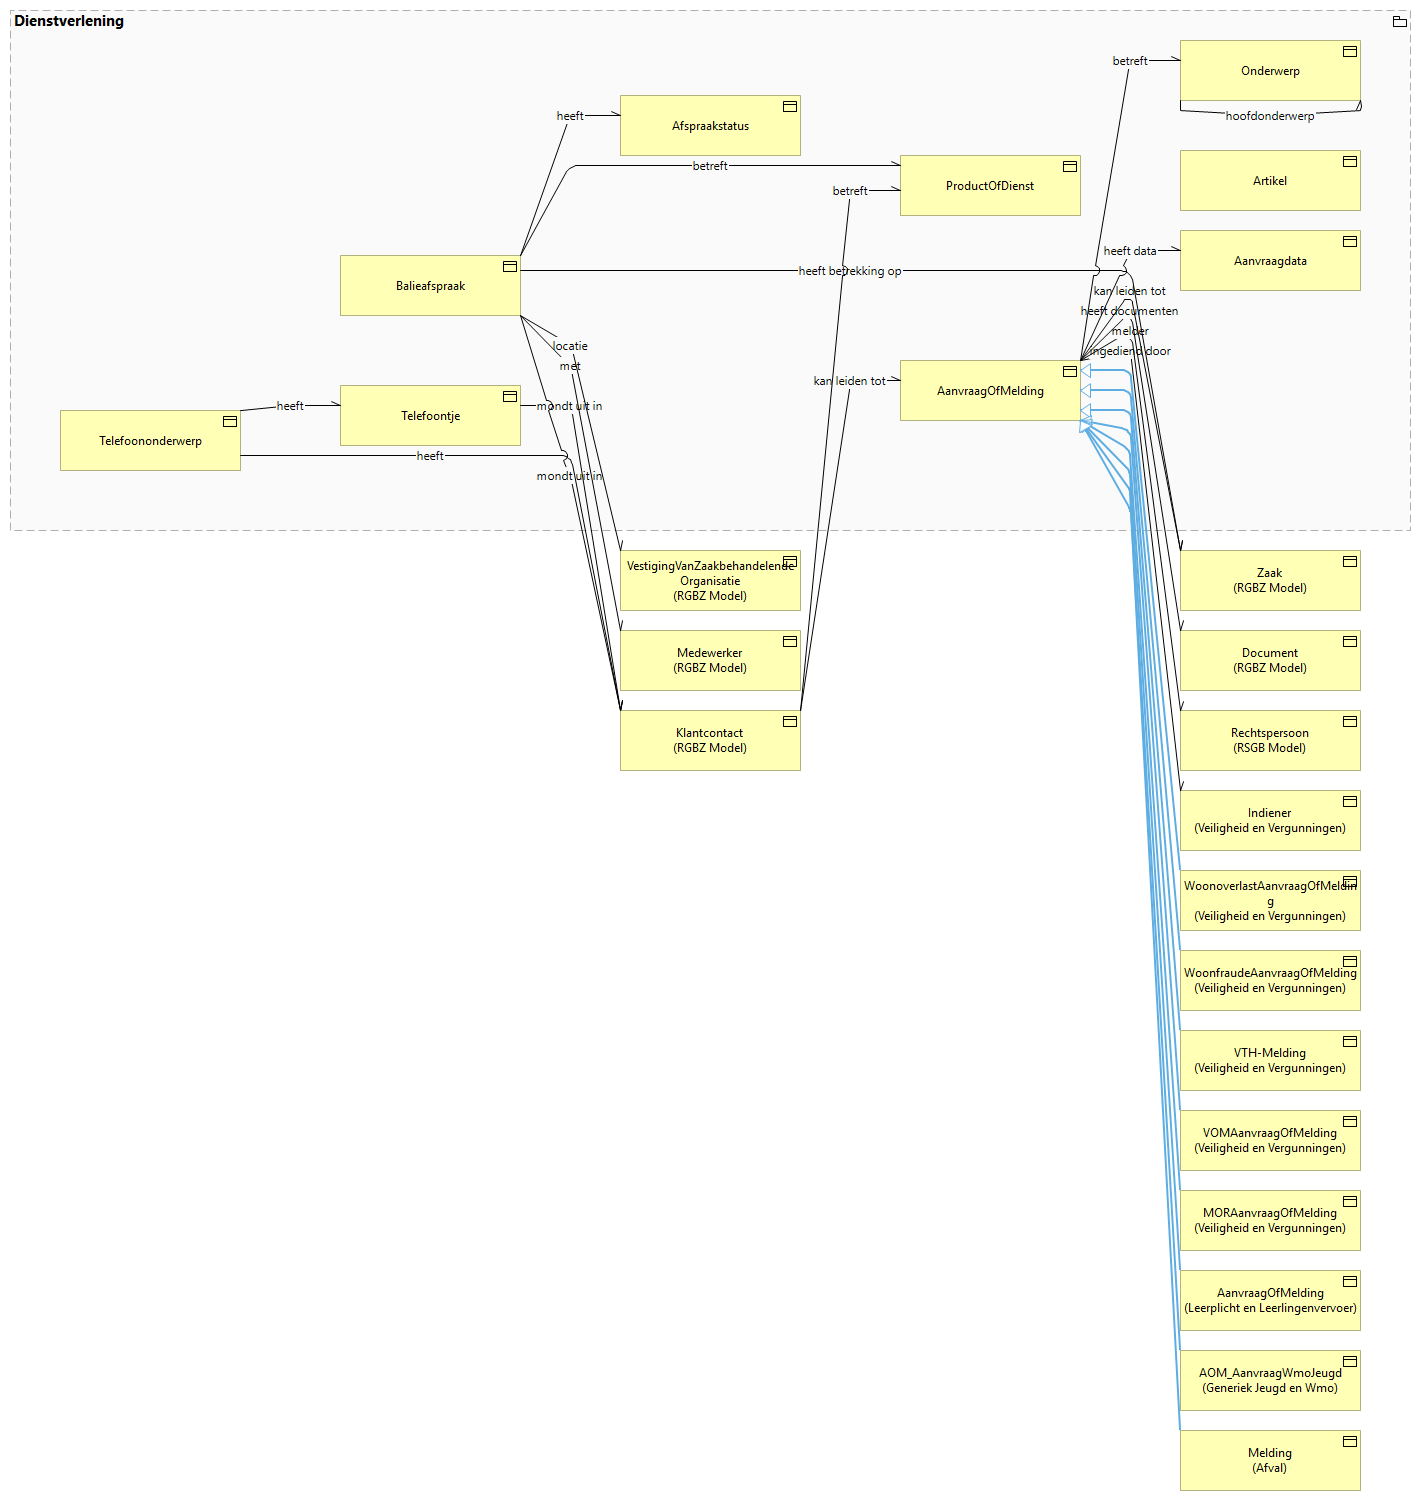 Dienstverlening
betreft
Onderwerp
hoofdonderwerp
heeft
Afspraakstatus
betreft
ProductOfDienst
betreft
Artikel
heeft data
Aanvraagdata
Balieafspraak
heeft betrekking op
kan leiden tot
heeft documenten
melder
ingediend door
locatie
met
kan leiden tot
AanvraagOfMelding
heeft
Telefoontje
mondt uit in
Telefoononderwerp
heeft
mondt uit in
VestigingVanZaakbehandelende
Organisatie
(RGBZ Model)
Zaak
(RGBZ Model)
Medewerker
(RGBZ Model)
Document
(RGBZ Model)
Klantcontact
(RGBZ Model)
Rechtspersoon
(RSGB Model)
Indiener
(Veiligheid en Vergunningen)
WoonoverlastAanvraagOfMeldin
g
(Veiligheid en Vergunningen)
WoonfraudeAanvraagOfMelding
(Veiligheid en Vergunningen)
VTH-Melding
(Veiligheid en Vergunningen)
VOMAanvraagOfMelding
(Veiligheid en Vergunningen)
MORAanvraagOfMelding
(Veiligheid en Vergunningen)
AanvraagOfMelding
(Leerplicht en Leerlingenvervoer)
AOM_AanvraagWmoJeugd
(Generiek Jeugd en Wmo)
Melding
(Afval)